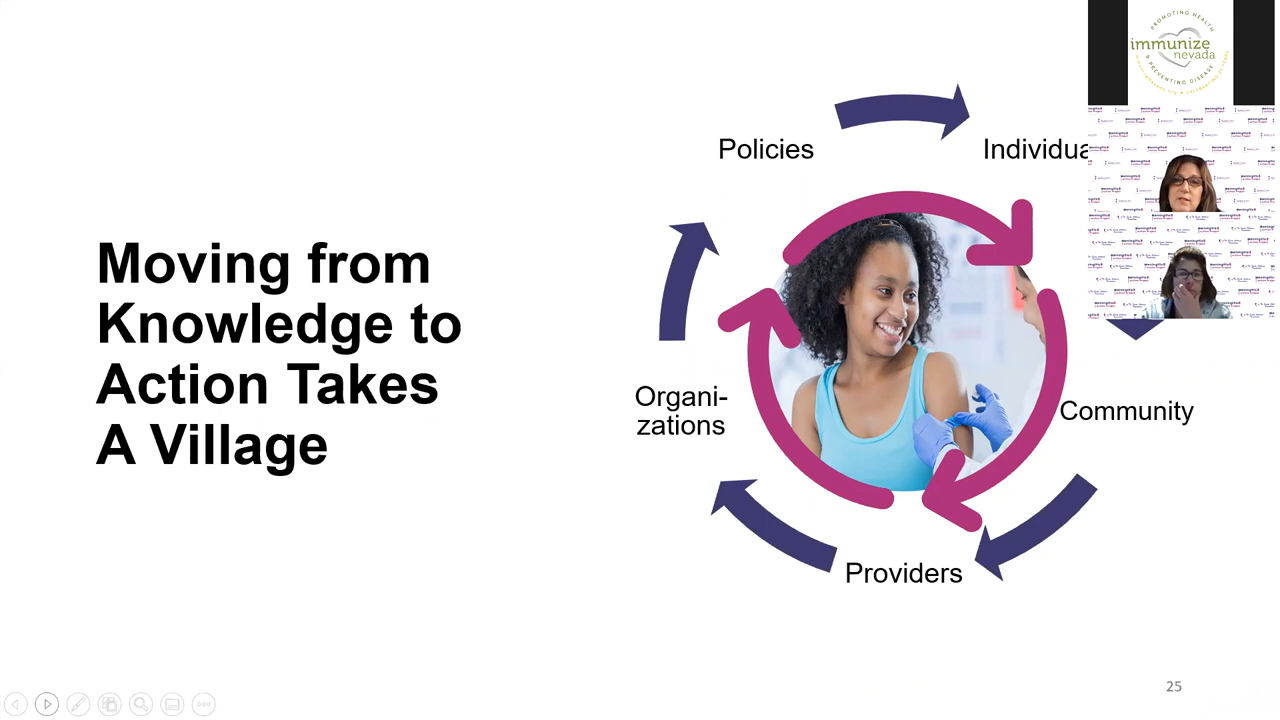 Moving from
Knowledge to
Action Takes
A Village
Policies
Individua
Community
Providers
Organi-
zations
25
PROMOTING HEALTH
immunize
nevada
& PREVENTING DISEASE